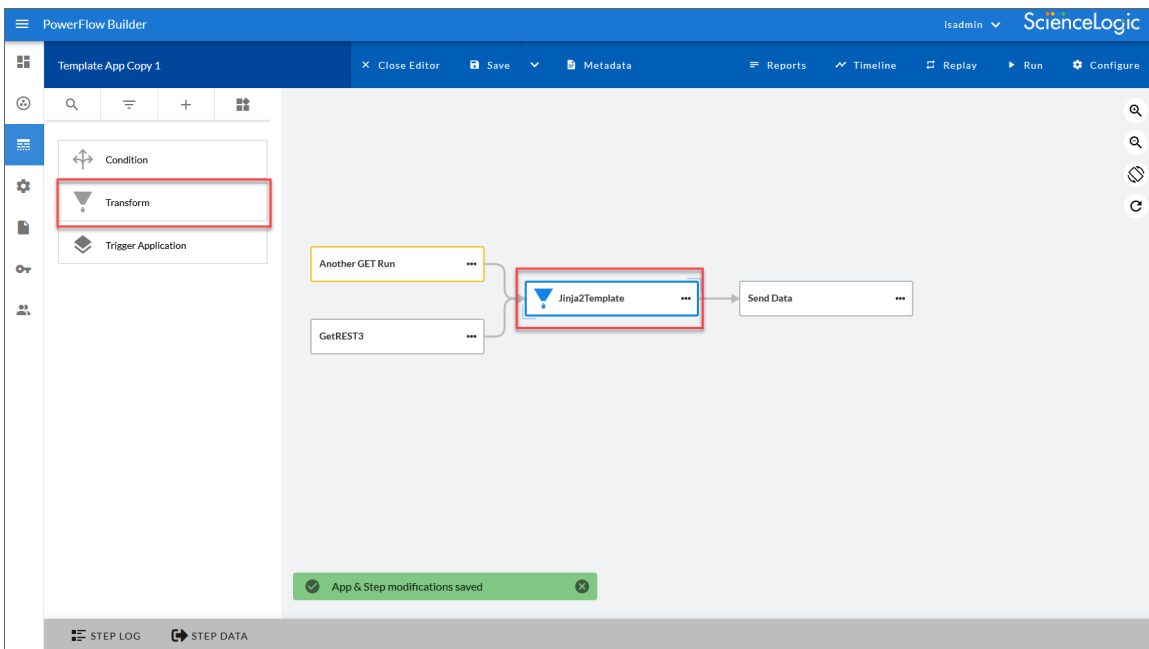 PowerFlow Builder
isadmin
ScienceLogic
Template App Copy 1
Close Editor
Save
Metadata
Reports
Timeline
Replay
Run
Configure
Condition
Transform
Trigger Application
Another GET Run
GetREST3
Jinja2Template
Send Data
App & Step modifications saved
STEP LOG
STEP DATA